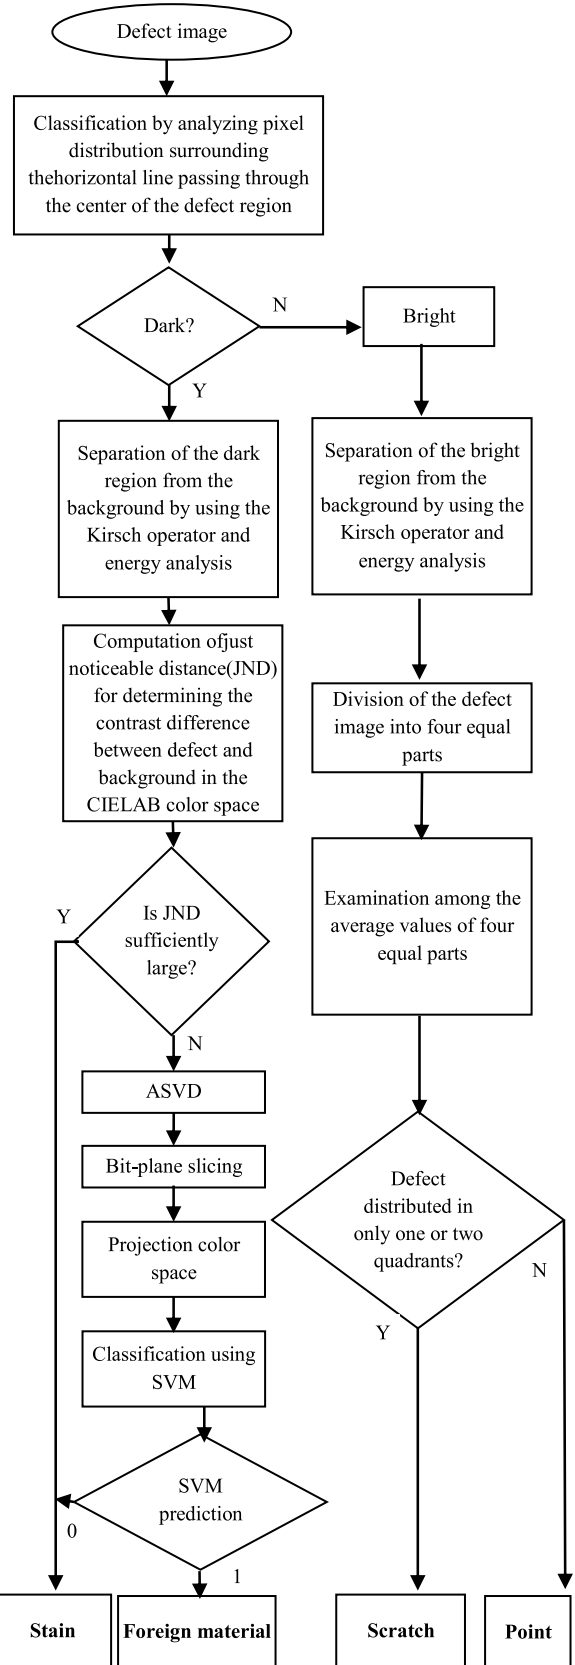 Defect image
Classification by analyzing pixel
distribution surrounding
thehorizontal line passing through
the center of the defect region
Dark?
N
Bright
Y
Separation of the dark
region from the
background by using the
Kirsch operator and
energy analysis
Separation of the bright
region from the
background by using the
Kirsch operator and
energy analysis
Computation ofjust
noticeable distance(JND)
for determining the
contrast difference
between defect and
background in the
CIELAB color space
Division of the defect
image into four equal
parts
Y
Is JND
sufficiently
large?
N
Examination among the
average values of four
equal parts
ASVD
Bit-plane slicing
Projection color
space
Classification using
SVM
Defect
distributed in
only one or two
quadrants?
N
Y
SVM
prediction
0
1
Stain
Foreign material
Scratch
Point